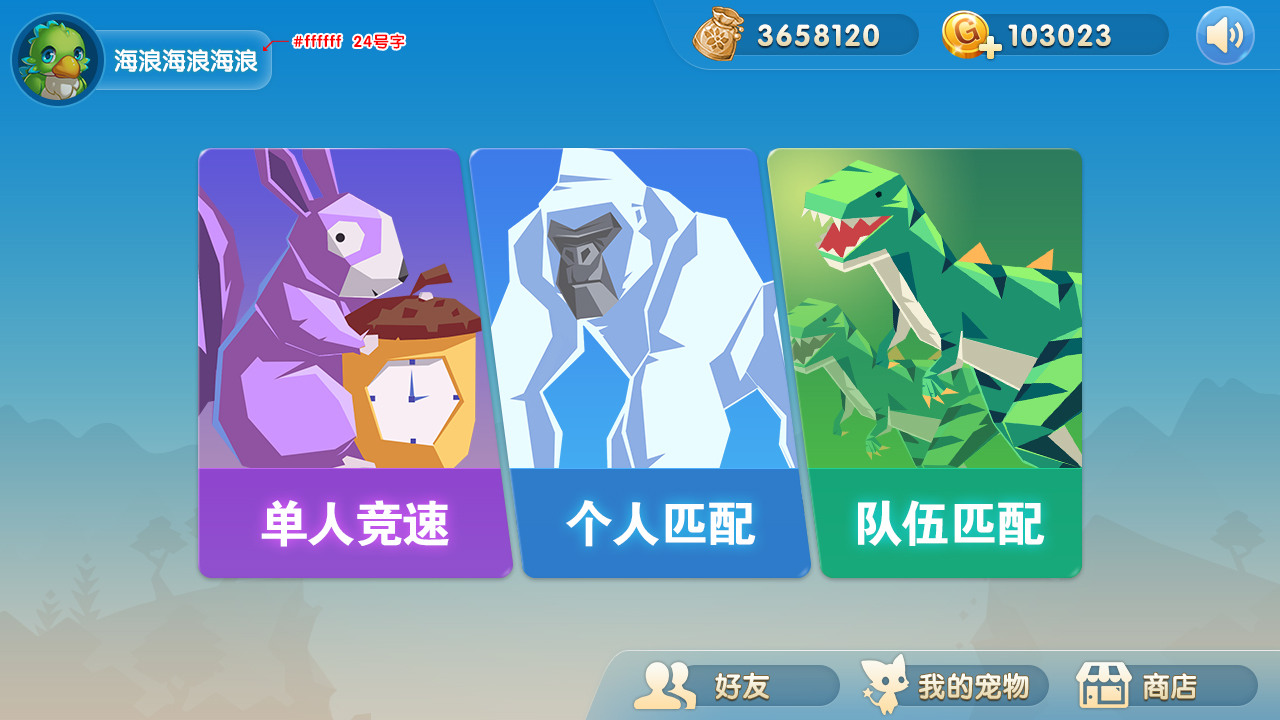 海浪海浪海浪
#ffffff 24号字
3658120
G
103023
单人竞速
个人匹配
队伍匹配
好友
我的宠物
商店